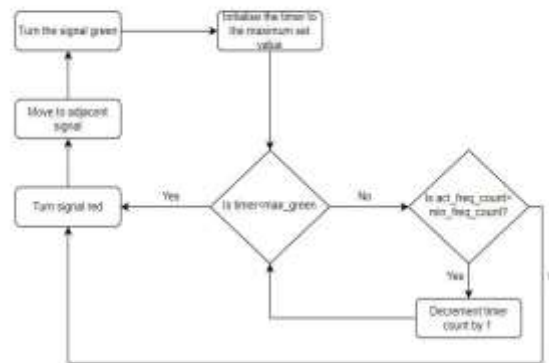 Turn the signal green
Initialise the timer to
the maximum set
value
Move to adjacent
signal
Turn signal red
Yes
Is timer<max_green
No
Is act_freq_count<
min_freq_count?
Yes
Decrement timer
count by 1